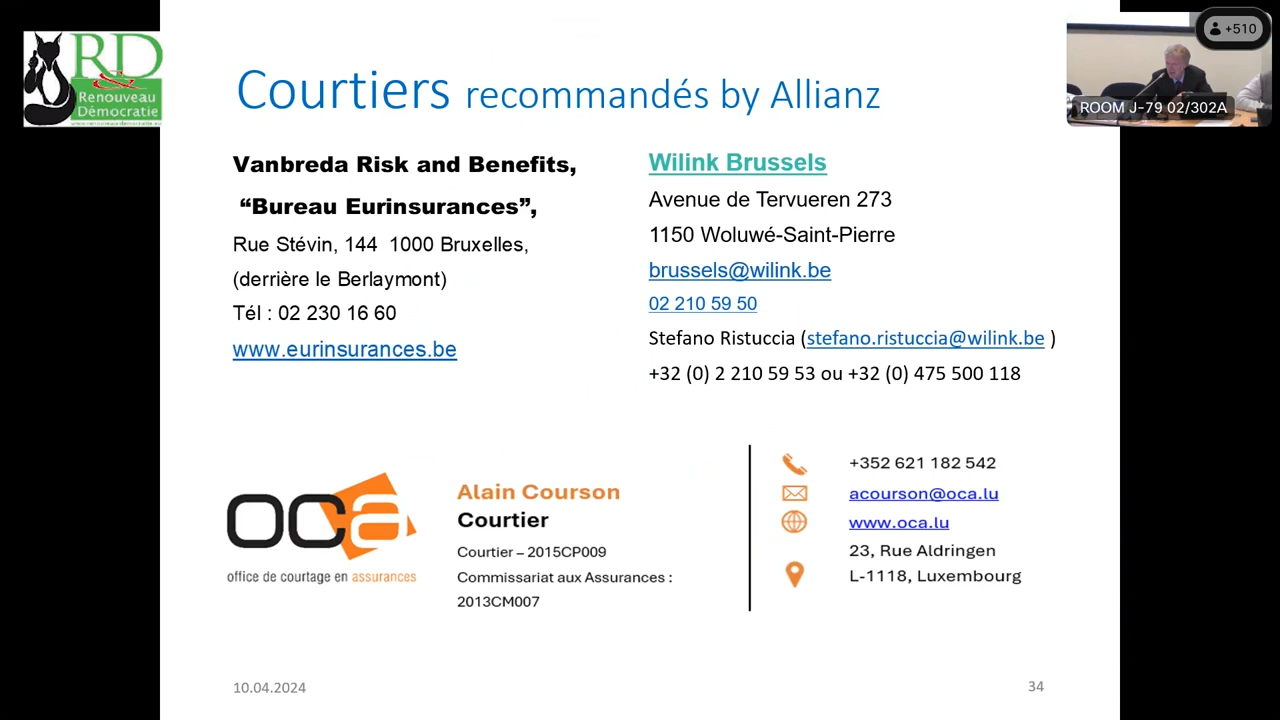 R&D
Renouveau
Démocratie
+510
ROOM J-79 02/302A
Courtiers recommandés by Allianz
Vanbreda Risk and Benefits,
“Bureau Eurinsurances”,
Rue Stévin, 144 1000 Bruxelles,
(derrière le Berlaymont)
Tél : 02 230 16 60
www.eurinsurances.be
Wilink Brussels
Avenue de Tervueren 273
1150 Woluwé-Saint-Pierre
brussels@wilink.be
02 210 59 50
Stefano Ristuccia (stefano.ristuccia@wilink.be )
+32 (0) 2 210 59 53 ou +32 (0) 475 500 118
oca
office de courtage en assurances
Alain Courson
Courtier
Courtier – 2015CP009
Commissariat aux Assurances :
2013CM007
+352 621 182 542
acourson@oca.lu
www.oca.lu
23, Rue Aldringen
L-1118, Luxembourg
10.04.2024
34